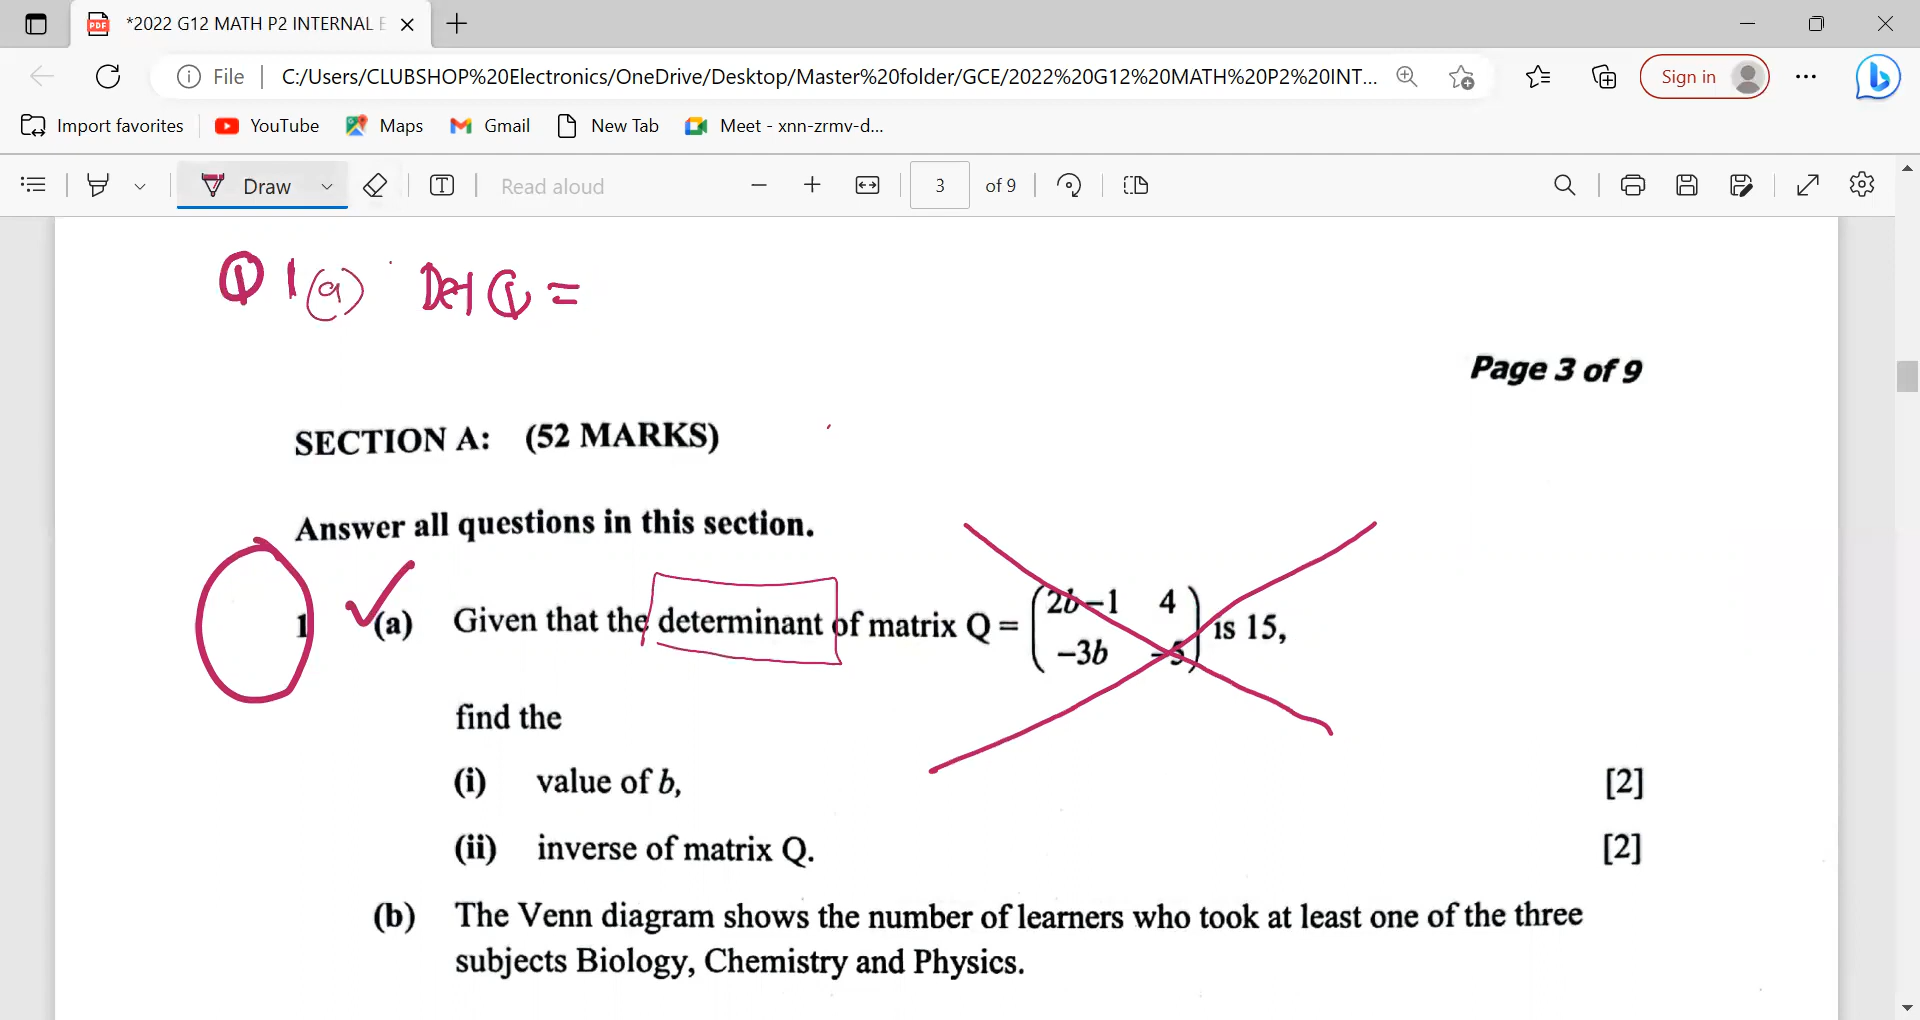 *2022 G12 MATH P2 INTERNAL E
File C:/Users/CLUBSHOP%20Electronics/OneDrive/Desktop/Master%20folder/GCE/2022%20G12%20MATH%20P2%20INT... Sign in
Import favorites YouTube Maps Gmail New Tab Meet - xnn-zrmv-d...
Draw Read aloud 3 of 9
Q 1 (a) Det Q =
Page 3 of 9
SECTION A: (52 MARKS)
Answer all questions in this section.
1 (a) Given that the determinant of matrix Q = (2b-1 4
-3b -5) is 15,
find the
(i) value of b, [2]
(ii) inverse of matrix Q. [2]
(b) The Venn diagram shows the number of learners who took at least one of the three
subjects Biology, Chemistry and Physics.